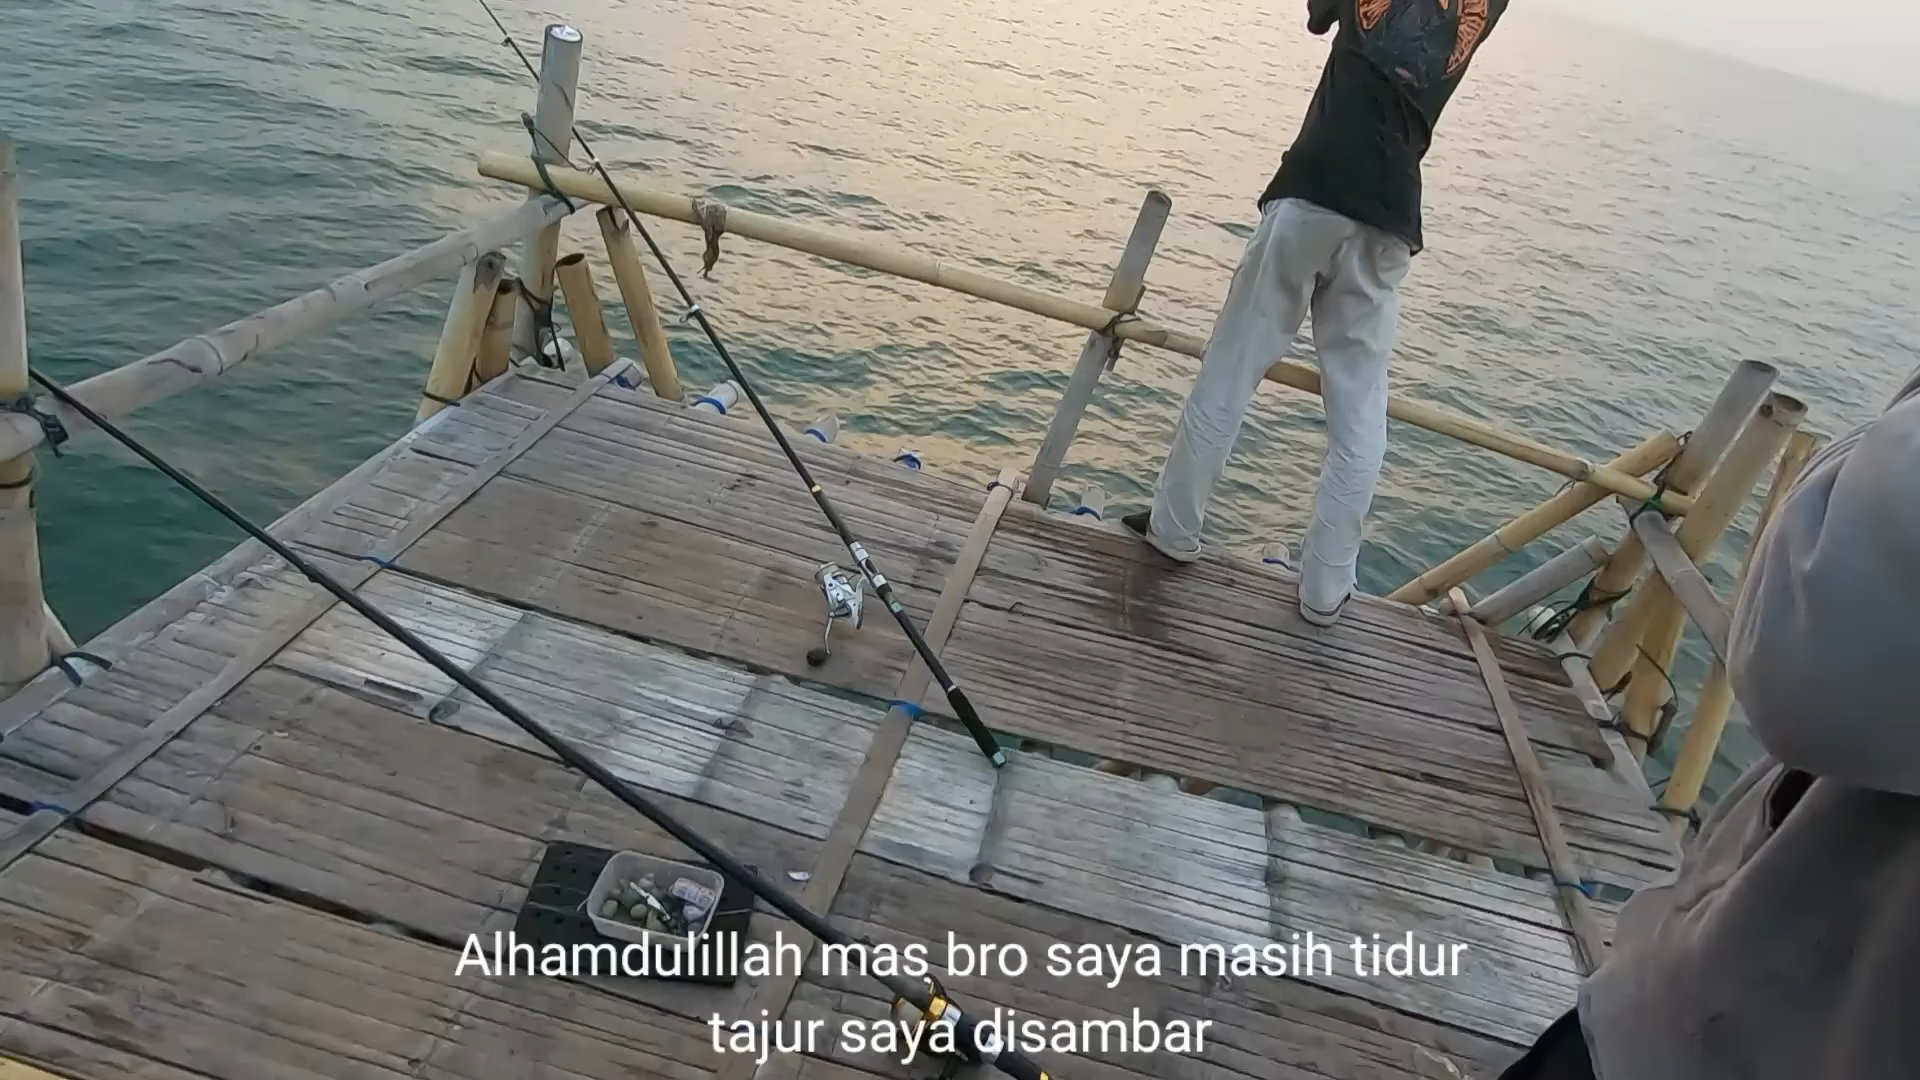 Alhamdulillah mas bro saya masih tidur
tajur saya disambar